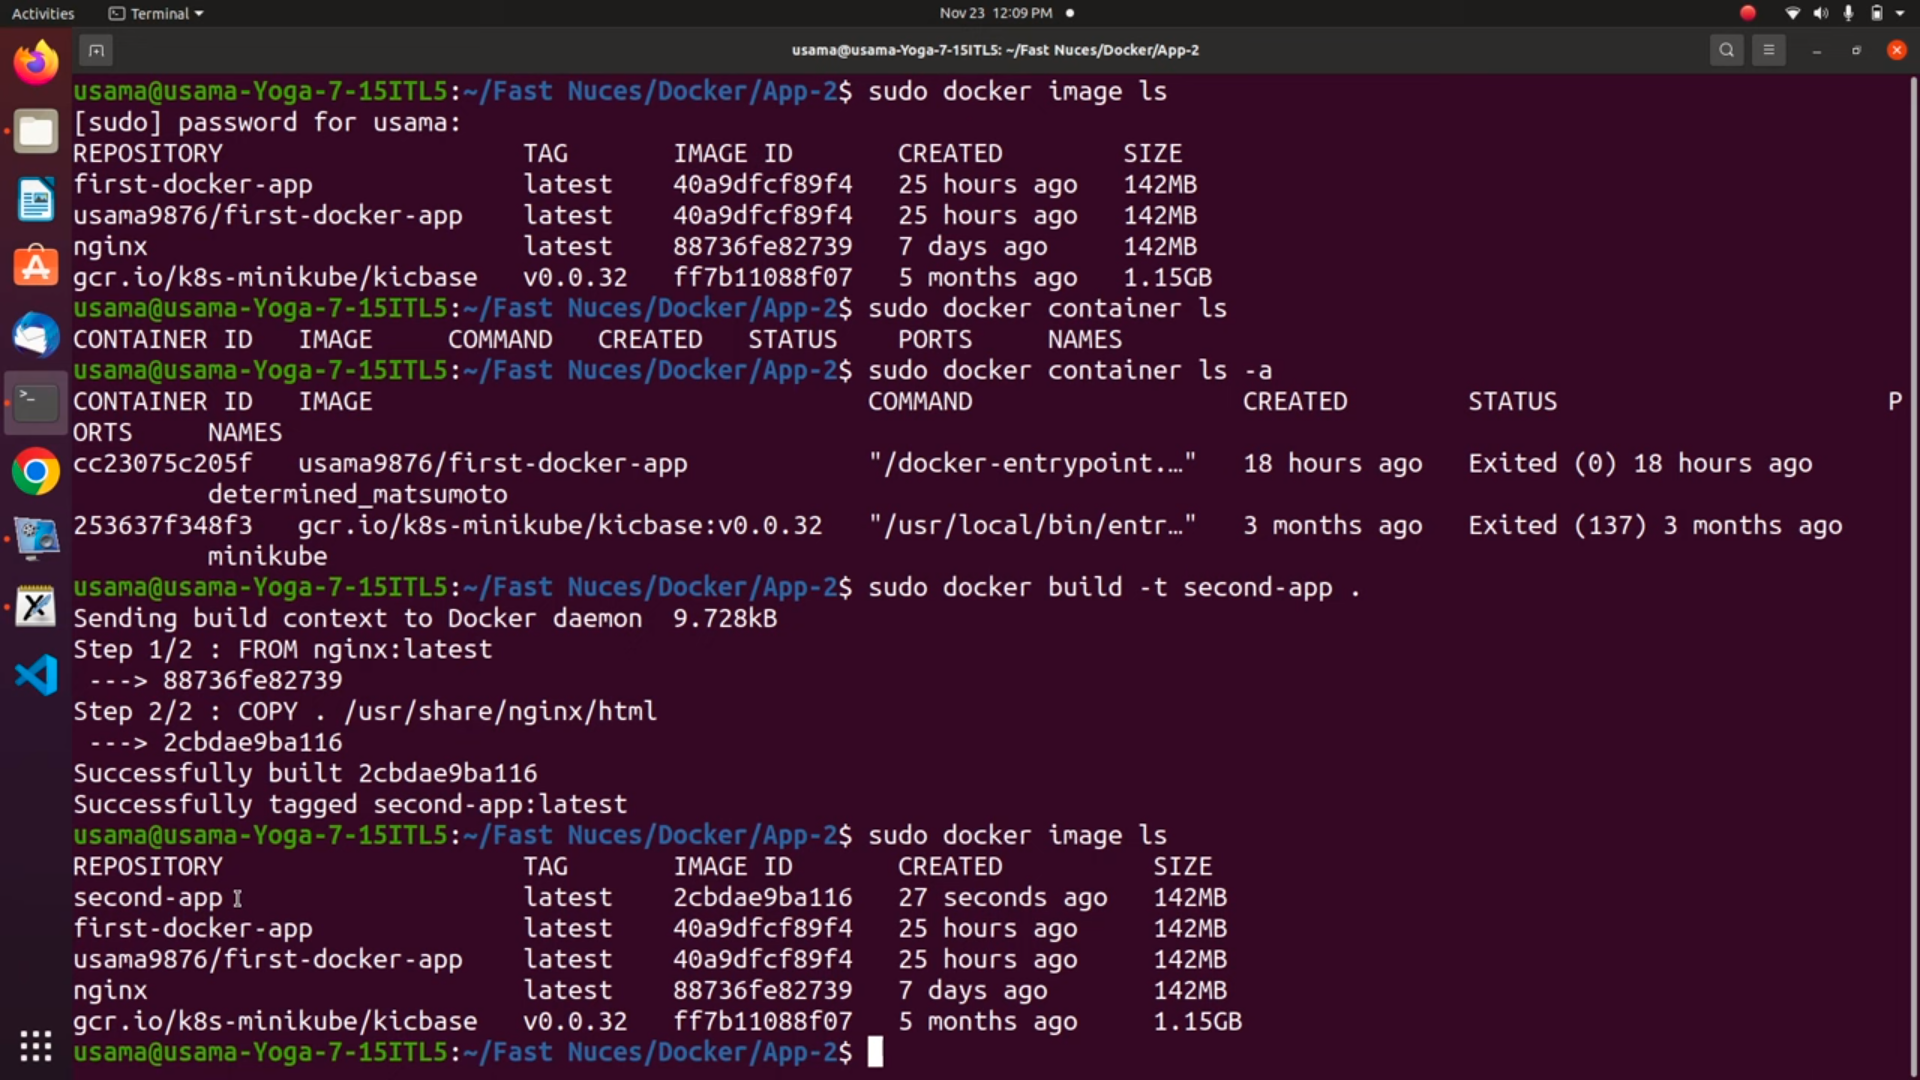 Activities
Terminal
Nov 23 12:09 PM
usama@usama-Yoga-7-15ITL5: ~/Fast Nuces/Docker/App-2
usama@usama-Yoga-7-15ITL5:~/Fast Nuces/Docker/App-2$ sudo docker image ls
[sudo] password for usama:
REPOSITORY TAG IMAGE ID CREATED SIZE
first-docker-app latest 40a9dfcf89f4 25 hours ago 142MB
usama9876/first-docker-app latest 40a9dfcf89f4 25 hours ago 142MB
nginx latest 88736fe82739 7 days ago 142MB
gcr.io/k8s-minikube/kicbase v0.0.32 ff7b11088f07 5 months ago 1.15GB
usama@usama-Yoga-7-15ITL5:~/Fast Nuces/Docker/App-2$ sudo docker container ls
CONTAINER ID IMAGE COMMAND CREATED STATUS PORTS NAMES
usama@usama-Yoga-7-15ITL5:~/Fast Nuces/Docker/App-2$ sudo docker container ls -a
CONTAINER ID IMAGE COMMAND CREATED STATUS P
ORTS NAMES
cc23075c205f usama9876/first-docker-app "/docker-entrypoint.…" 18 hours ago Exited (0) 18 hours ago
determined_matsumoto
253637f348f3 gcr.io/k8s-minikube/kicbase:v0.0.32 "/usr/local/bin/entr…" 3 months ago Exited (137) 3 months ago
minikube
usama@usama-Yoga-7-15ITL5:~/Fast Nuces/Docker/App-2$ sudo docker build -t second-app .
Sending build context to Docker daemon 9.728kB
Step 1/2 : FROM nginx:latest
---> 88736fe82739
Step 2/2 : COPY . /usr/share/nginx/html
---> 2cbdae9ba116
Successfully built 2cbdae9ba116
Successfully tagged second-app:latest
usama@usama-Yoga-7-15ITL5:~/Fast Nuces/Docker/App-2$ sudo docker image ls
REPOSITORY TAG IMAGE ID CREATED SIZE
second-app latest 2cbdae9ba116 27 seconds ago 142MB
first-docker-app latest 40a9dfcf89f4 25 hours ago 142MB
usama9876/first-docker-app latest 40a9dfcf89f4 25 hours ago 142MB
nginx latest 88736fe82739 7 days ago 142MB
gcr.io/k8s-minikube/kicbase v0.0.32 ff7b11088f07 5 months ago 1.15GB
usama@usama-Yoga-7-15ITL5:~/Fast Nuces/Docker/App-2$